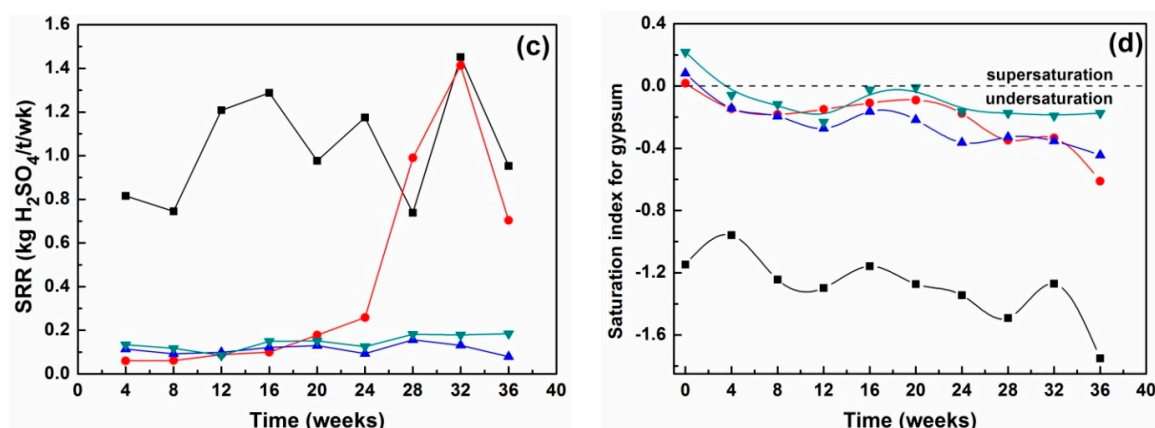 (c)
SRR (kg H₂SO₄/t/wk)
1.6
1.4
1.2
1.0
0.8
0.6
0.4
0.2
0.0
0 4 8 12 16 20 24 28 32 36 40
Time (weeks)
(d)
Saturation index for gypsum
0.4
0.0
-0.4
-0.8
-1.2
-1.6
supersaturation
undersaturation
0 4 8 12 16 20 24 28 32 36 40
Time (weeks)